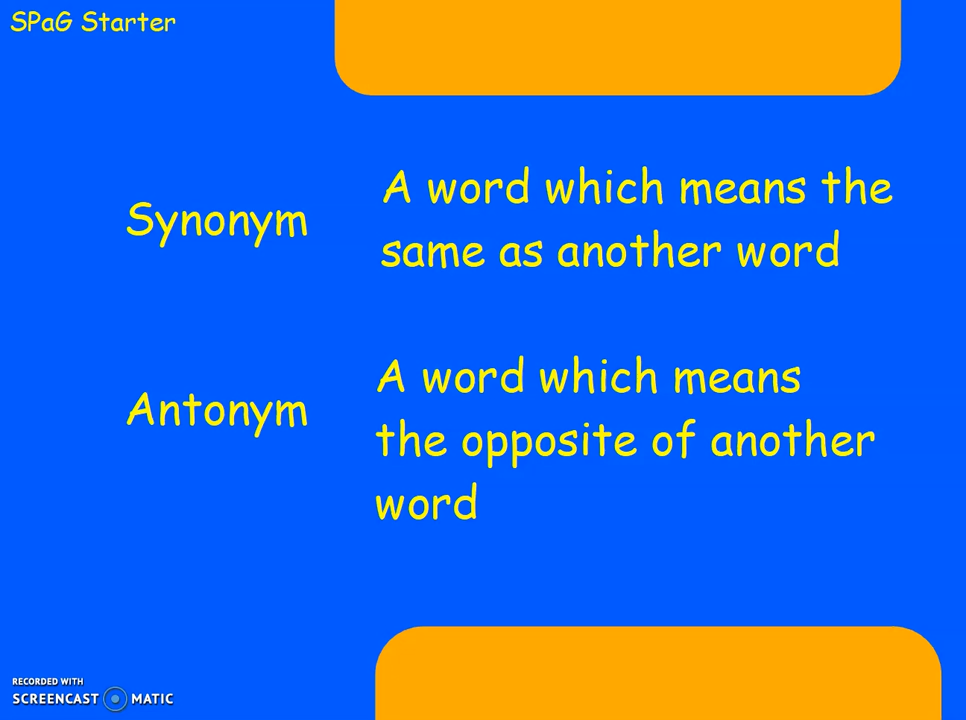 SPaG Starter
Synonym
A word which means the
same as another word
Antonym
A word which means
the opposite of another
word
RECORDED WITH
SCREENCAST MATIC